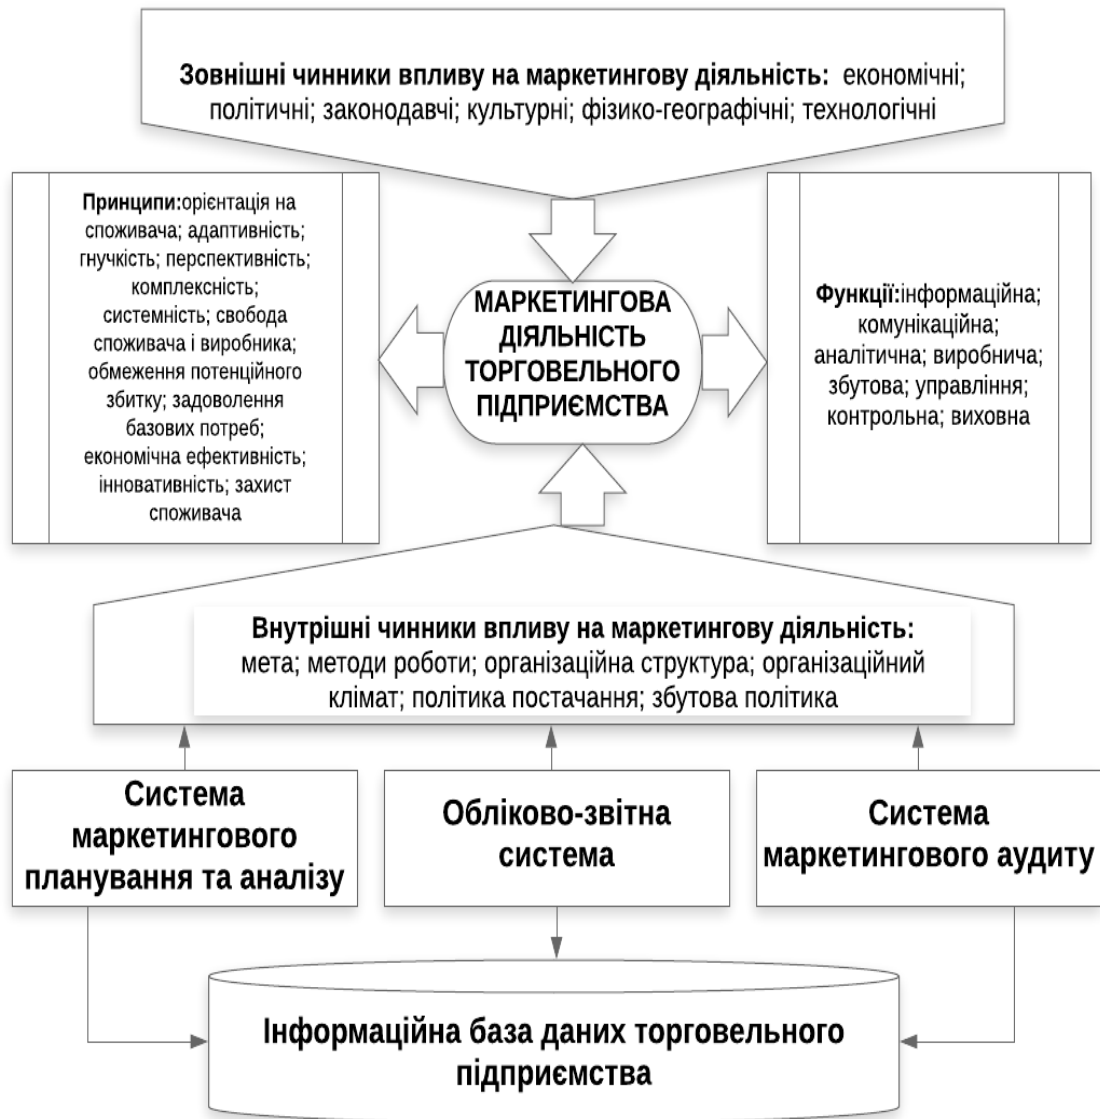 Зовнішні чинники впливу на маркетингову діяльність: економічні;
політичні; законодавчі; культурні; фізико-географічні; технологічні
Принципи:орієнтація на
споживача; адаптивність;
гнучкість; перспективність;
комплексність;
системність; свобода
споживача і виробника;
обмеження потенційного
збитку; задоволення
базових потреб;
економічна ефективність;
інновативність; захист
споживача
МАРКЕТИНГОВА
ДІЯЛЬНІСТЬ
ТОРГОВЕЛЬНОГО
ПІДПРИЄМСТВА
Функції:інформаційна;
комунікаційна;
аналітична; виробнича;
збутова; управління;
контрольна; виховна
Внутрішні чинники впливу на маркетингову діяльність:
мета; методи роботи; організаційна структура; організаційний
клімат; політика постачання; збутова політика
Система
маркетингового
планування та аналізу
Обліково-звітна
система
Система
маркетингового аудиту
Інформаційна база даних торговельного
підприємства